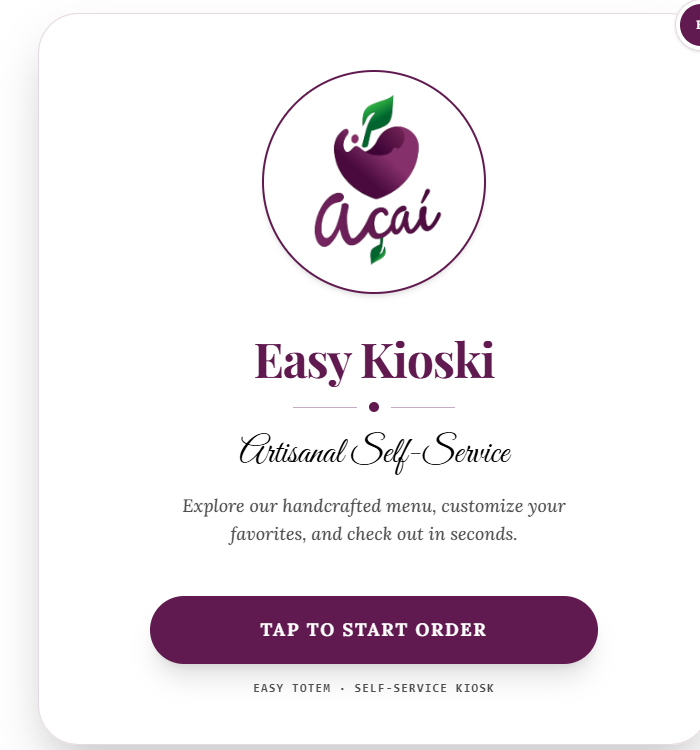 açaí
Easy Kioski
Artisanal Self-Service
Explore our handcrafted menu, customize your
favorites, and check out in seconds.
TAP TO START ORDER
EASY TOTEM · SELF-SERVICE KIOSK